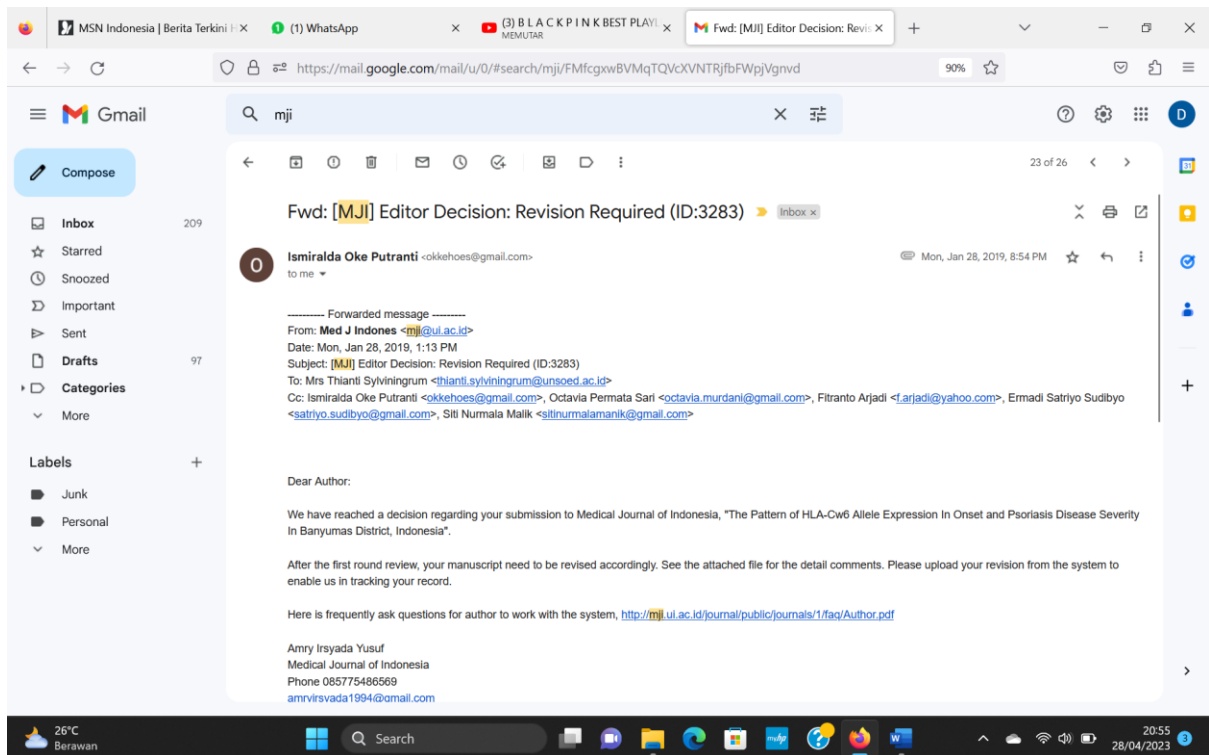 MSN Indonesia | Berita Terkini H
(1) WhatsApp
(3) B L A C K P I N K BEST PLAYL
MEMUTAR
Fwd: [MJI] Editor Decision: Revis
https://mail.google.com/mail/u/0/#search/mji/FMfcgxwBVMqTQVcXVNTRjfbFWpjVgnvd
90%
Gmail
mji
D
Compose
23 of 26
31
Inbox 209
Starred
Snoozed
Important
Sent
Drafts 97
Categories
More
Labels
Junk
Personal
More
Fwd: [MJI] Editor Decision: Revision Required (ID:3283)
Inbox x
O
Ismiralda Oke Putranti <okkehoes@gmail.com>
Mon, Jan 28, 2019, 8:54 PM
to me
---------- Forwarded message ---------
From: Med J Indones <mji@ui.ac.id>
Date: Mon, Jan 28, 2019, 1:13 PM
Subject: [MJI] Editor Decision: Revision Required (ID:3283)
To: Mrs Thianti Sylviningrum <thianti.sylviningrum@unsoed.ac.id>
Cc: Ismiralda Oke Putranti <okkehoes@gmail.com>, Octavia Permata Sari <octavia.murdani@gmail.com>, Fitranto Arjadi <f.arjadi@yahoo.com>, Ermadi Satriyo Sudibyo
<satriyo.sudibyo@gmail.com>, Siti Nurmala Malik <sitinurmalamanik@gmail.com>
Dear Author:
We have reached a decision regarding your submission to Medical Journal of Indonesia, "The Pattern of HLA-Cw6 Allele Expression In Onset and Psoriasis Disease Severity
In Banyumas District, Indonesia".
After the first round review, your manuscript need to be revised accordingly. See the attached file for the detail comments. Please upload your revision from the system to
enable us in tracking your record.
Here is frequently ask questions for author to work with the system, http://mji.ui.ac.id/journal/public/journals/1/faq/Author.pdf
Amry Irsyada Yusuf
Medical Journal of Indonesia
Phone 085775486569
amryirsyada1994@gmail.com
26°C
Berawan
Search
myhp
W
20:55
28/04/2023
3